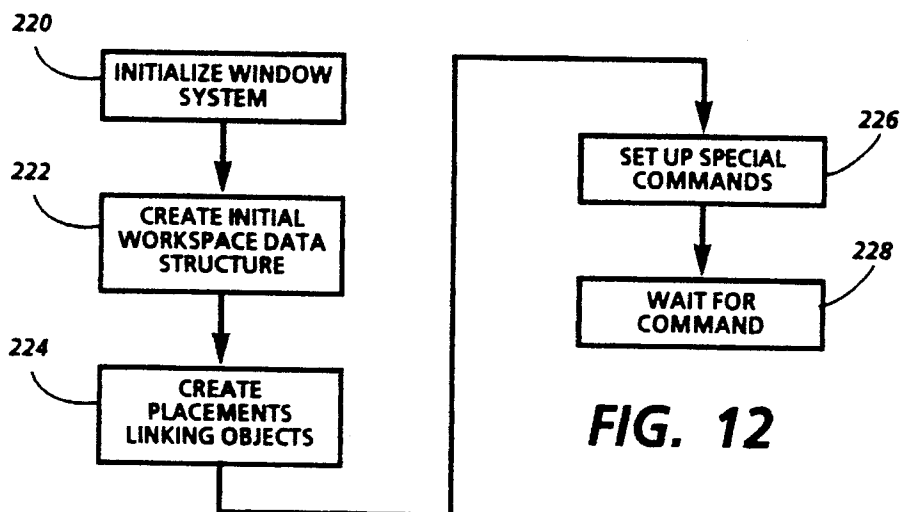 220
INITIALIZE WINDOW
SYSTEM
222
CREATE INITIAL
WORKSPACE DATA
STRUCTURE
224
CREATE
PLACEMENTS
LINKING OBJECTS
226
SET UP SPECIAL
COMMANDS
228
WAIT FOR
COMMAND
FIG. 12